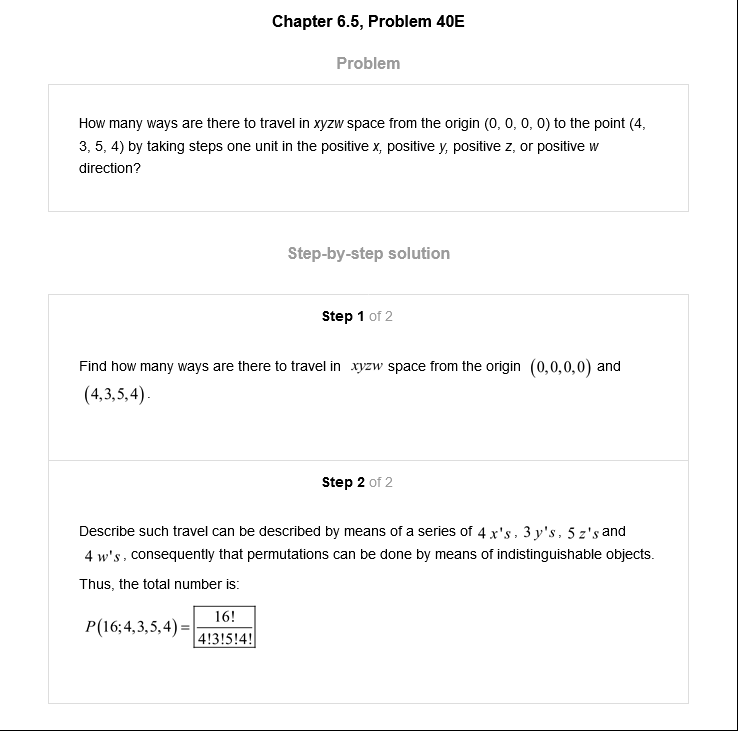 Chapter 6.5, Problem 40E
Problem
How many ways are there to travel in xyzw space from the origin (0, 0, 0, 0) to the point (4,
3, 5, 4) by taking steps one unit in the positive x, positive y, positive z, or positive w
direction?
Step-by-step solution
Step 1 of 2
Find how many ways are there to travel in xyzw space from the origin (0,0,0,0) and
(4,3,5,4).
Step 2 of 2
Describe such travel can be described by means of a series of 4 x's, 3 y's, 5 z's and
4 w's, consequently that permutations can be done by means of indistinguishable objects.
Thus, the total number is:
P(16;4,3,5,4) = 16!
4!3!5!4!